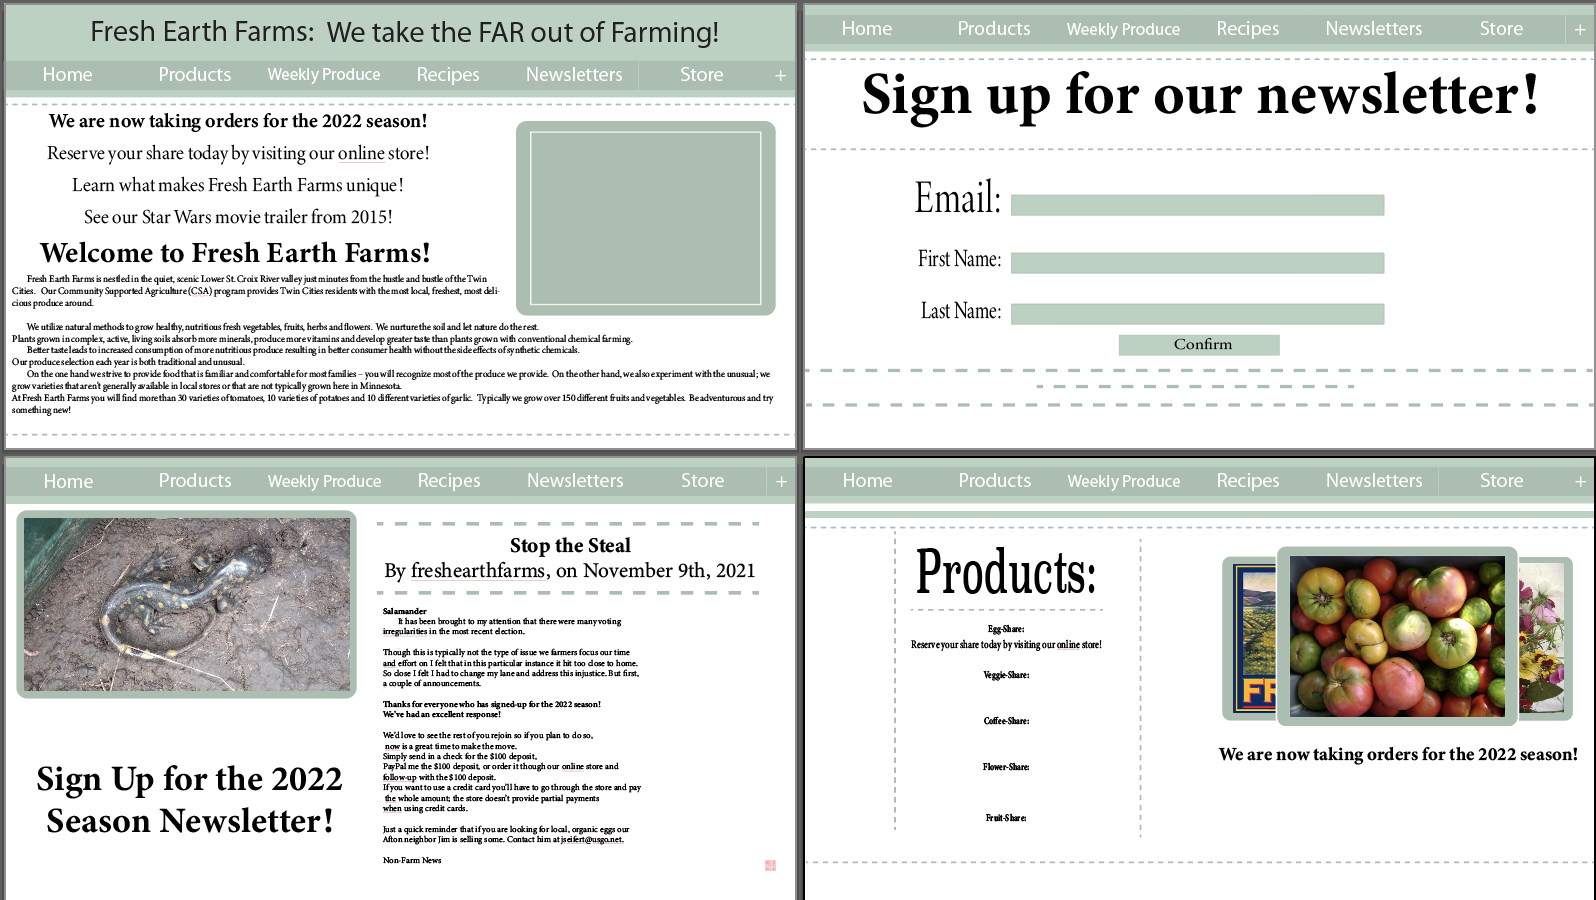 Fresh Earth Farms: We take the FAR out of Farming!
Home Products Weekly Produce Recipes Newsletters Store +
We are now taking orders for the 2022 season!
Reserve your share today by visiting our online store!
Learn what makes Fresh Earth Farms unique!
See our Star Wars movie trailer from 2015!
Welcome to Fresh Earth Farms!
Fresh Earth Farms is nestled in the quiet, scenic Lower St. Croix River valley just minutes from the hustle and bustle of the Twin
Cities. Our Community Supported Agriculture (CSA) program provides Twin Cities residents with the most local, freshest, most deli-
cious produce around.
We utilize natural methods to grow healthy, nutritious fresh vegetables, fruits, herbs and flowers. We nurture the soil and let nature do the rest.
Plants grown in complex, active, living soils absorb more minerals, produce more vitamins and develop greater taste than plants grown with conventional chemical farming.
Better taste leads to increased consumption of more nutritious produce resulting in better consumer health without the side effects of synthetic chemicals.
Our produce selection each year is both traditional and unusual.
On the one hand we strive to provide food that is familiar and comfortable for most families – you will recognize most of the produce we provide. On the other hand, we also experiment with the unusual; we
grow varieties that aren't generally available in local stores or that are not typically grown here in Minnesota.
At Fresh Earth Farms you will find more than 30 varieties of tomatoes, 10 varieties of potatoes and 10 different varieties of garlic. Typically we grow over 150 different fruits and vegetables. Be adventurous and try
something new!
Home Products Weekly Produce Recipes Newsletters Store +
Sign up for our newsletter!
Email:
First Name:
Last Name:
Confirm
Home Products Weekly Produce Recipes Newsletters Store +
Sign Up for the 2022
Season Newsletter!
Stop the Steal
By freshearthfarms, on November 9th, 2021
Salamander
It has been brought to my attention that there were many voting
irregularities in the most recent election.
Though this is typically not the type of issue we farmers focus our time
and effort on I felt that in this particular instance it hit too close to home.
So close I felt I had to change my lane and address this injustice. But first,
a couple of announcements.
Thanks for everyone who has signed-up for the 2022 season!
We've had an excellent response!
We'd love to see the rest of you rejoin so if you plan to do so,
now is a great time to make the move.
Simply send in a check for the $100 deposit,
PayPal me the $100 deposit, or order it though our online store and
follow-up with the $100 deposit.
If you want to use a credit card you'll have to go through the store and pay
the whole amount; the store doesn't provide partial payments
when using credit cards.
Just a quick reminder that if you are looking for local, organic eggs our
Afton neighbor Jim is selling some. Contact him at jseifert@usgo.net.
Non-Farm News
Home Products Weekly Produce Recipes Newsletters Store +
Products:
Egg-Share:
Reserve your share today by visiting our online store!
Veggie-Share:
Coffee-Share:
Flower-Share:
Fruit-Share:
FR
We are now taking orders for the 2022 season!